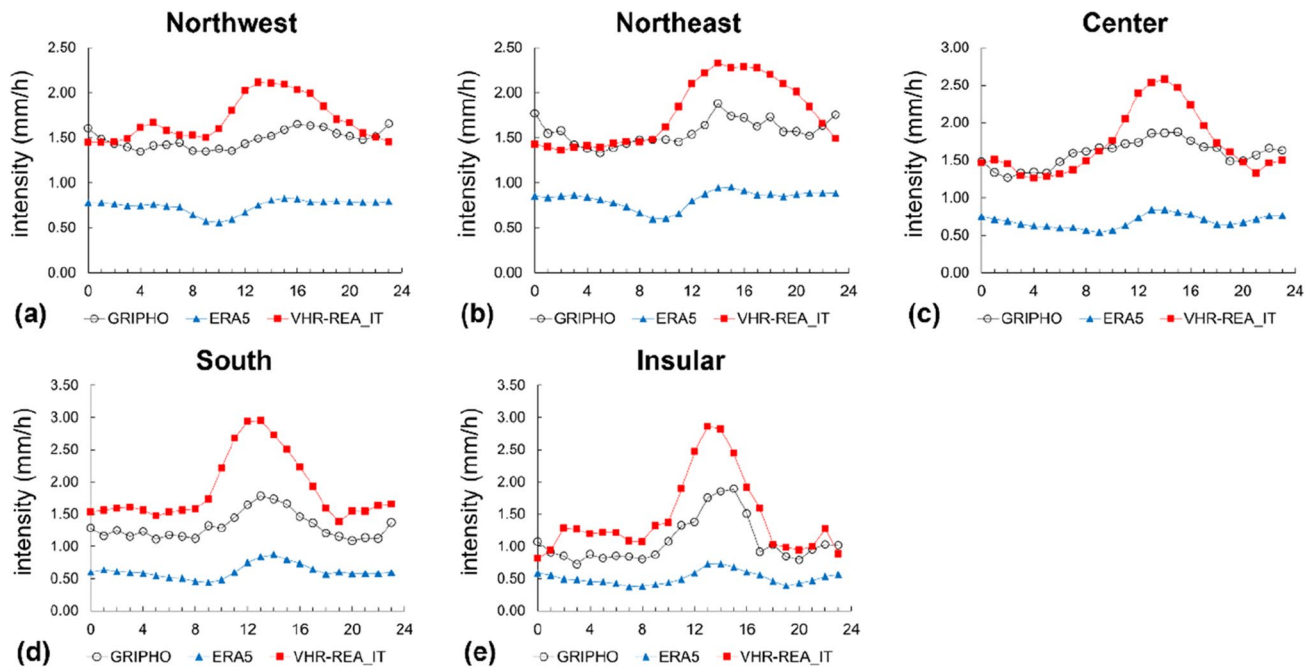 Northwest
intensity (mm/h)
2.50
2.00
1.50
1.00
0.50
0.00
0 4 8 12 16 20 24
(a)
GRIPHO ERA5 VHR-REA_IT
Northeast
intensity (mm/h)
2.50
2.00
1.50
1.00
0.50
0.00
0 4 8 12 16 20 24
(b)
GRIPHO ERA5 VHR-REA_IT
Center
intensity (mm/h)
3.00
2.50
2.00
1.50
1.00
0.50
0.00
0 4 8 12 16 20 24
(c)
GRIPHO ERA5 VHR-REA_IT
South
intensity (mm/h)
3.50
3.00
2.50
2.00
1.50
1.00
0.50
0.00
0 4 8 12 16 20 24
(d)
GRIPHO ERA5 VHR-REA_IT
Insular
intensity (mm/h)
3.50
3.00
2.50
2.00
1.50
1.00
0.50
0.00
0 4 8 12 16 20 24
(e)
GRIPHO ERA5 VHR-REA_IT